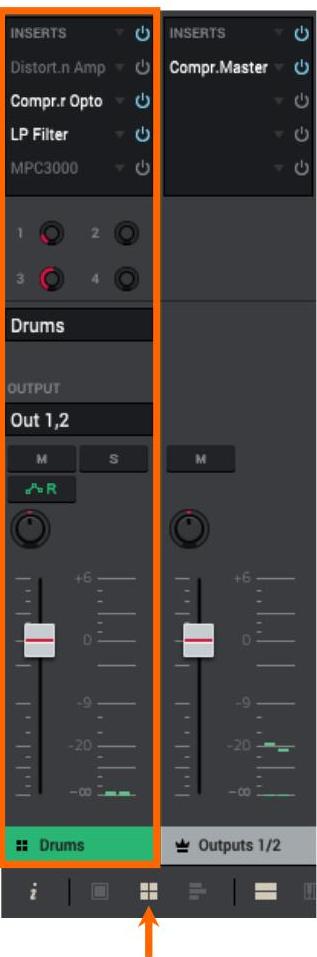 INSERTS
Distort.n Amp
Compr.r Opto
LP Filter
MPC3000
1 2
3 4
Drums
OUTPUT
Out 1,2
M S
R
+6
0
-9
-20
-∞
Drums
INSERTS
Compr.Master
M
+6
0
-9
-20
-∞
Outputs 1/2
i